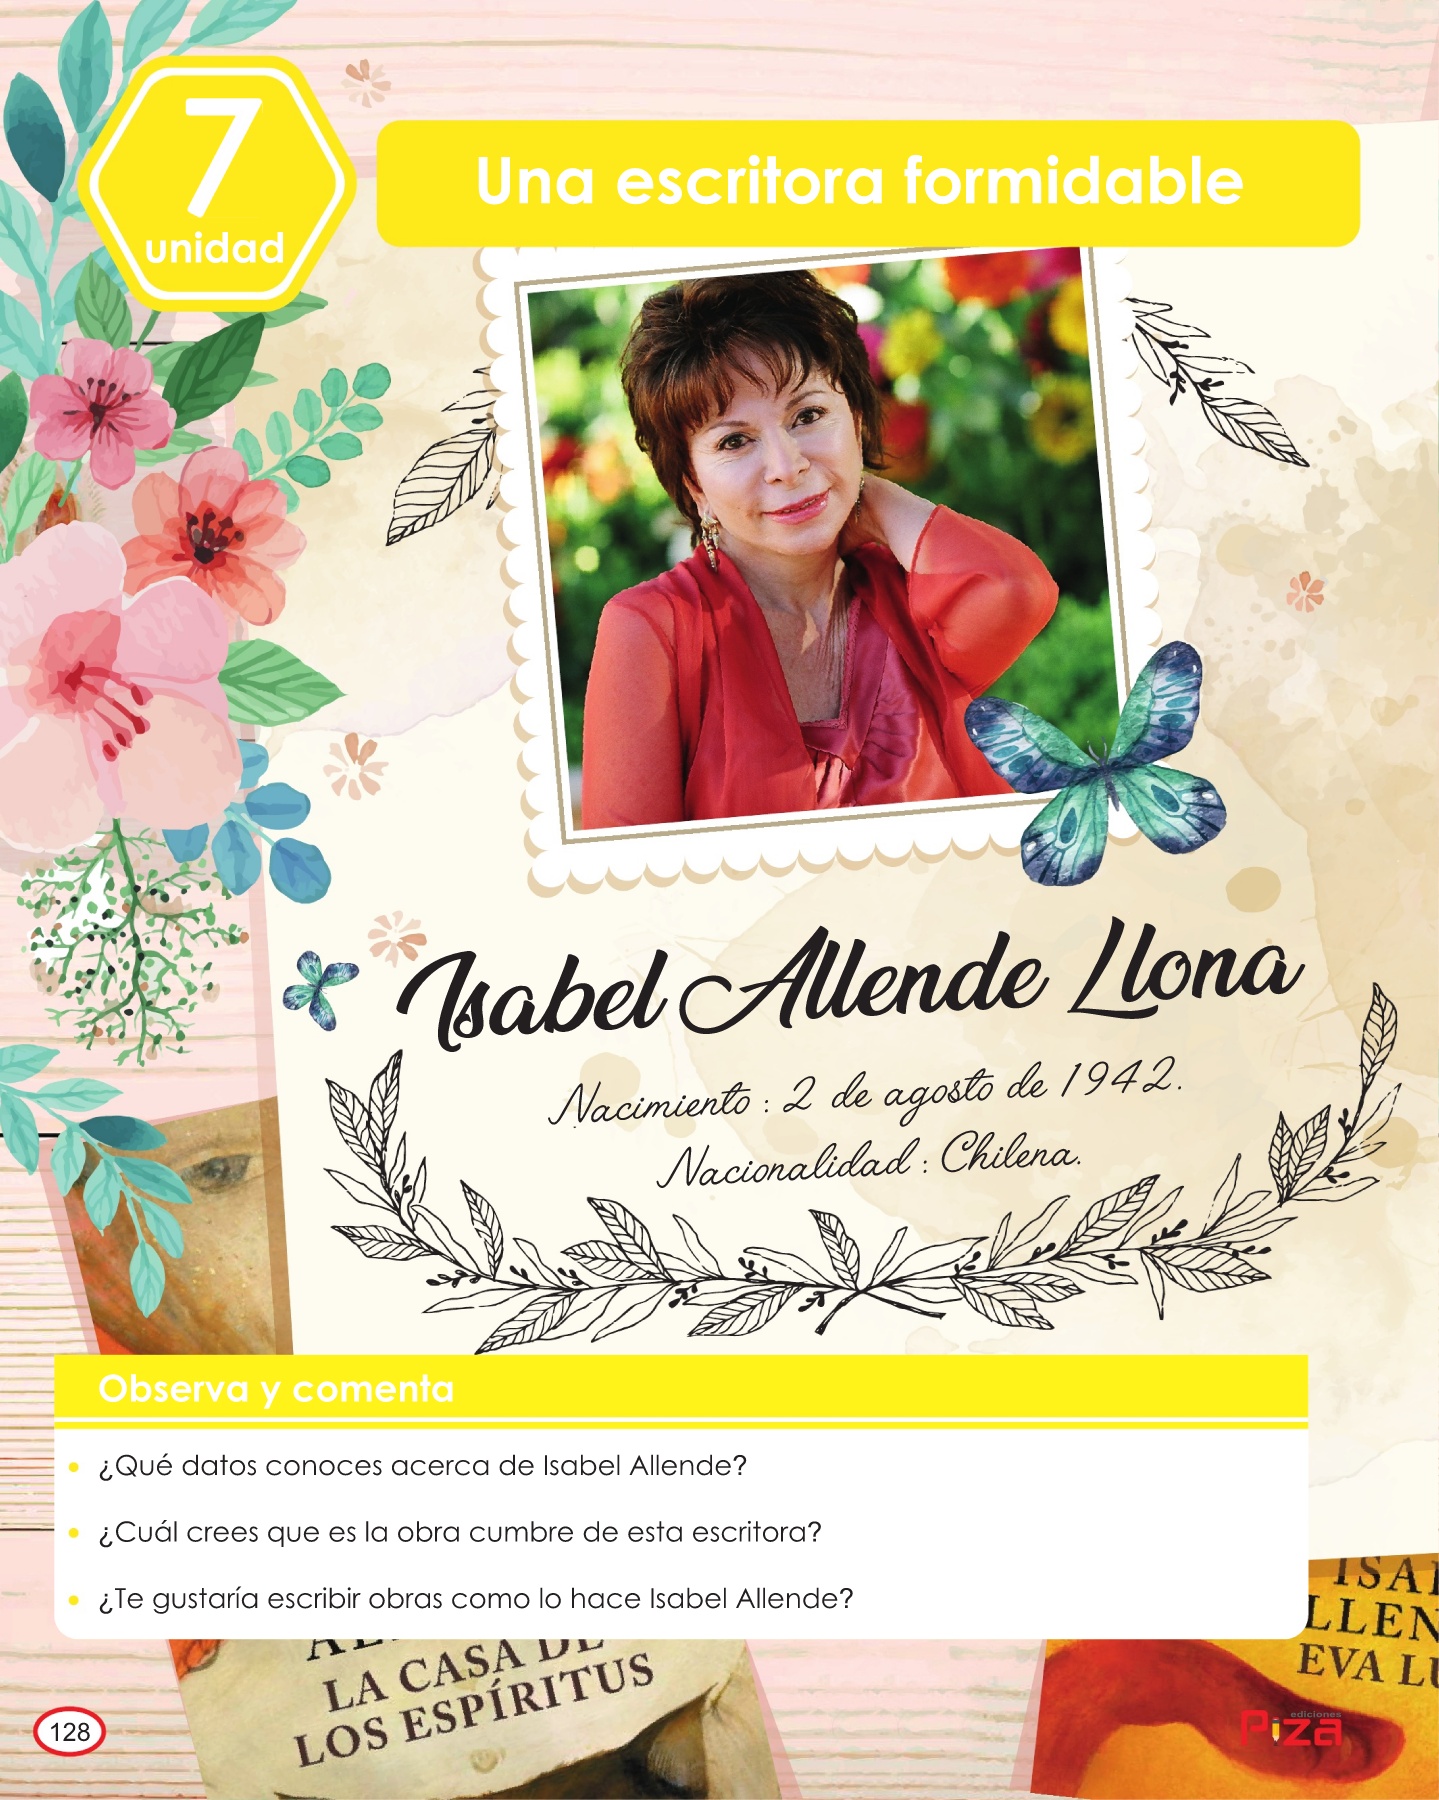 7
unidad
Una escritora formidable
Isabel Allende Llona
Nacimiento : 2 de agosto de 1942.
Nacionalidad : Chilena.
Observa y comenta
• ¿Qué datos conoces acerca de Isabel Allende?
• ¿Cuál crees que es la obra cumbre de esta escritora?
• ¿Te gustaría escribir obras como lo hace Isabel Allende?
LA CASA DE
LOS ESPÍRITUS
EVA
128
ediciones
Piza